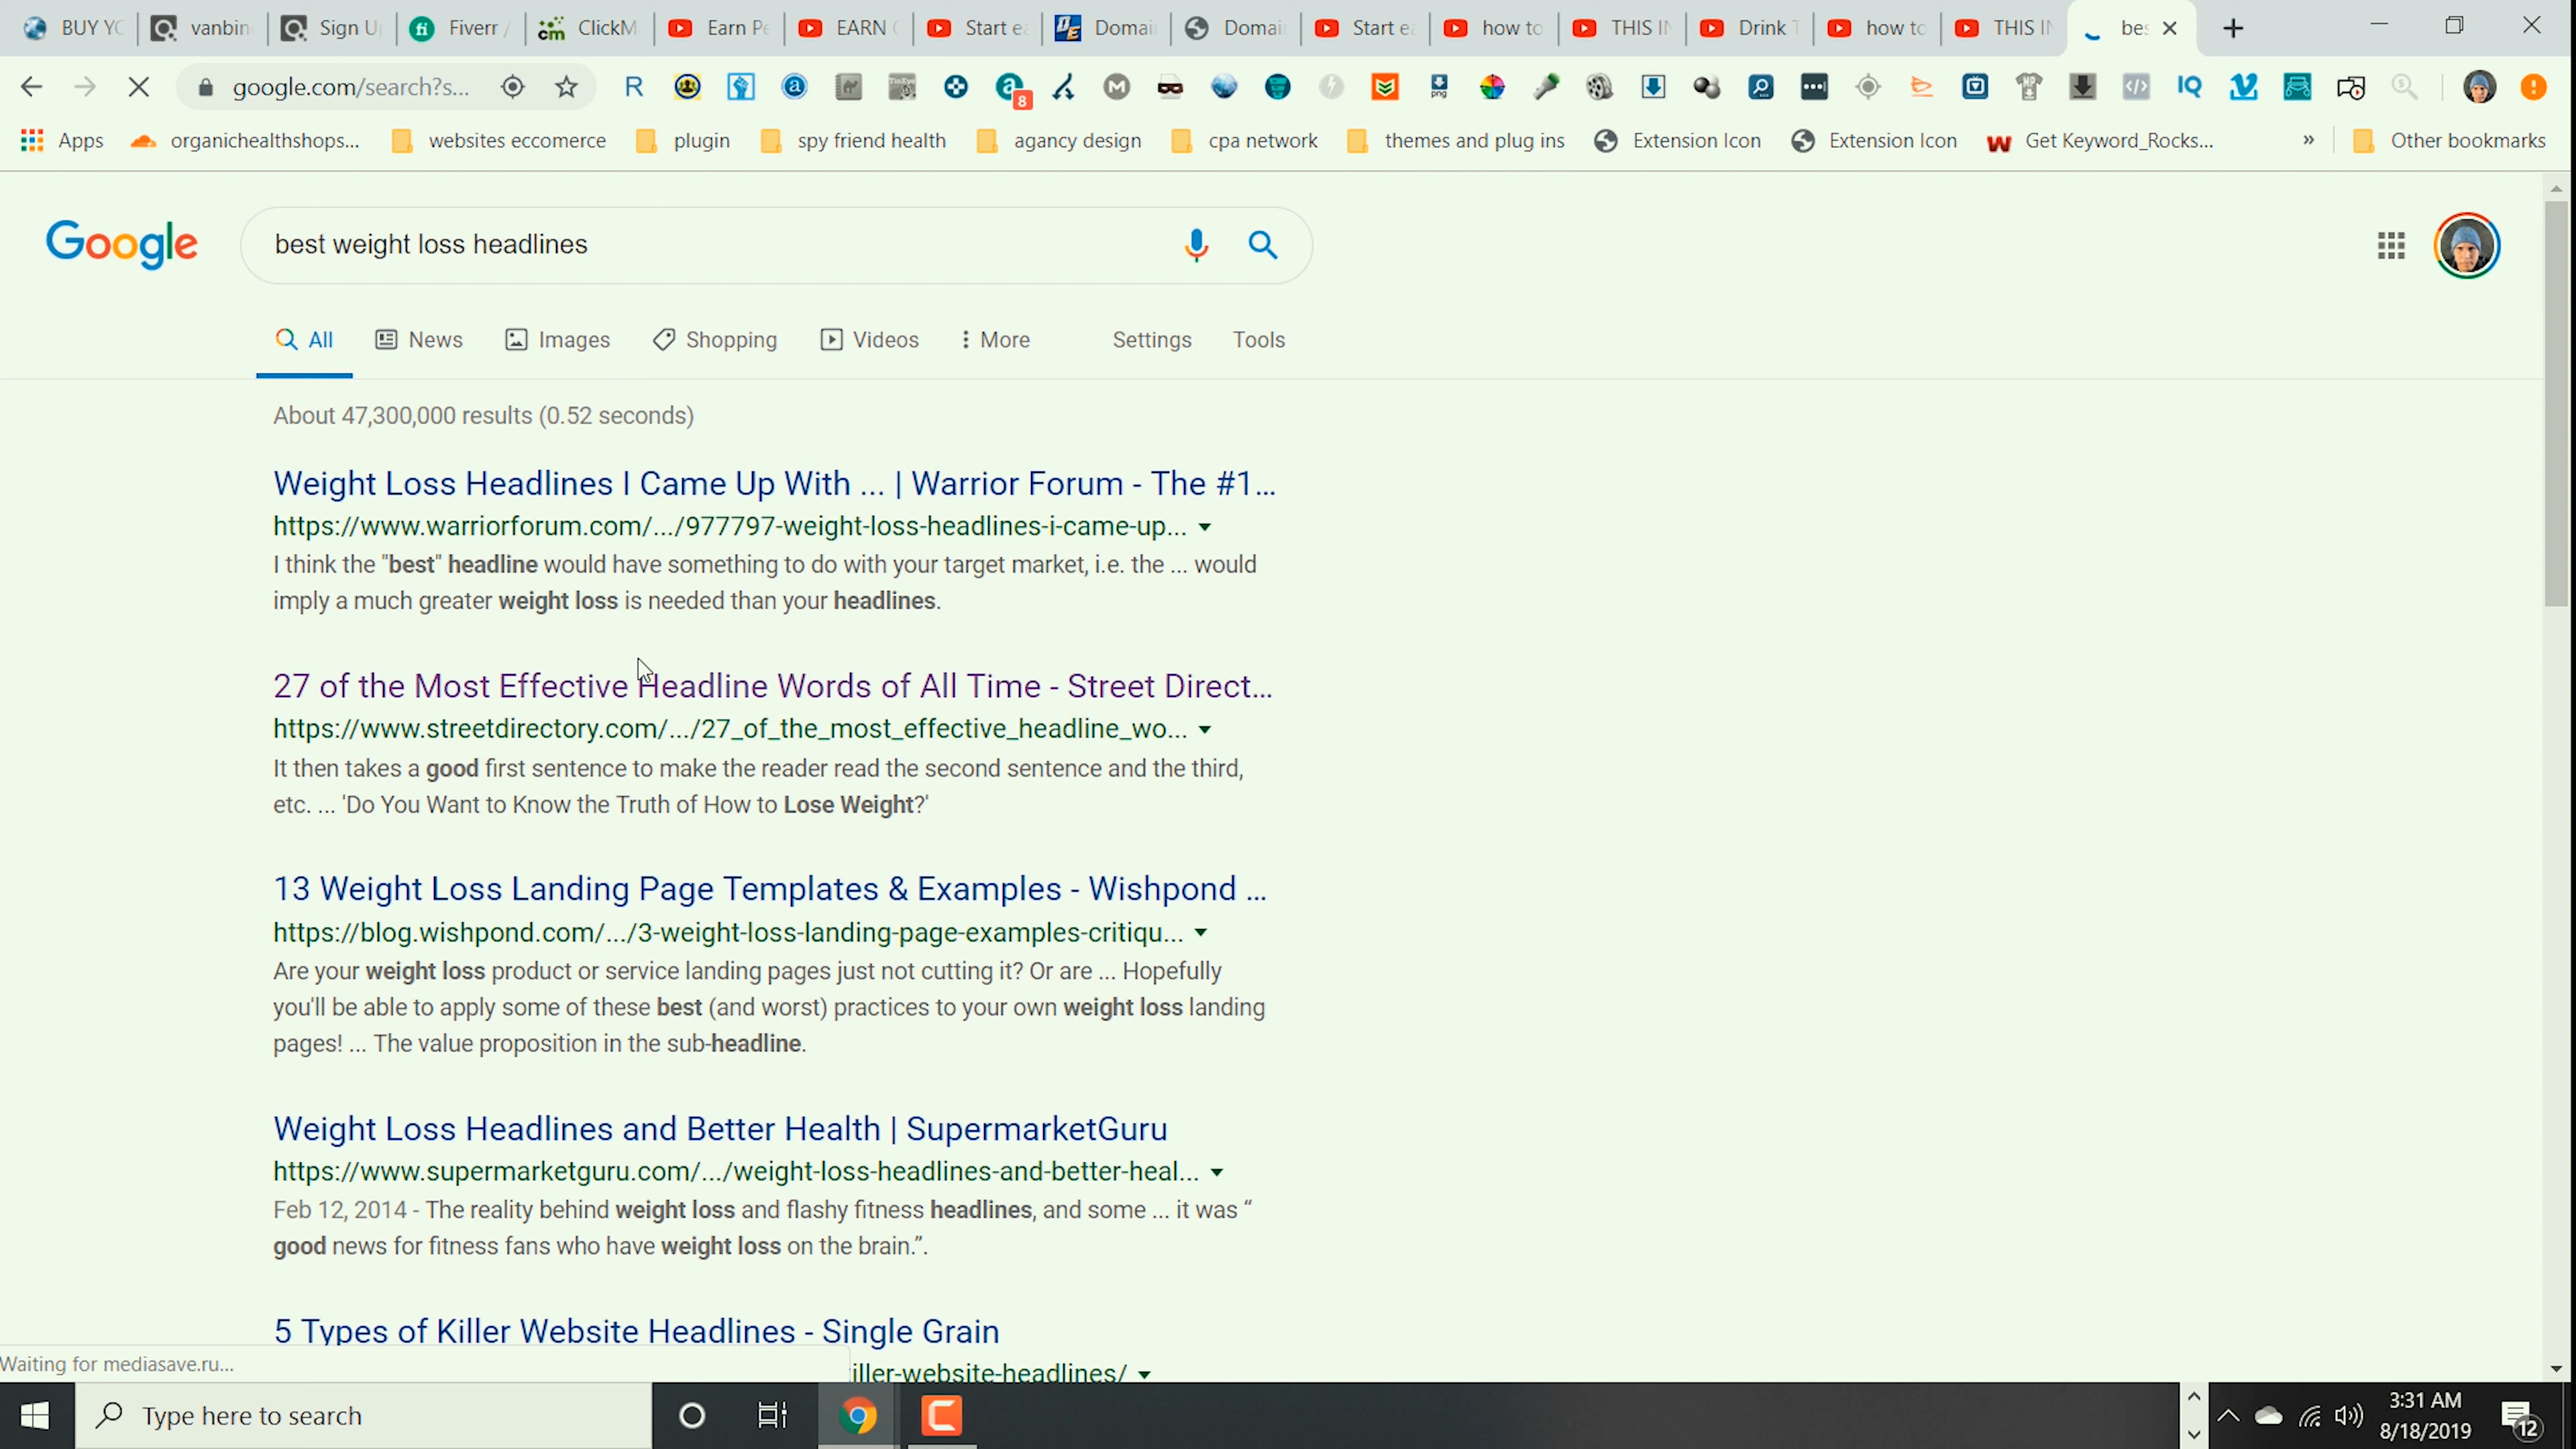 BUY YO
vanbin
Sign U
Fiverr /
ClickM
Earn Pe
EARN
Start ea
Domai
Domai
Start ea
how to
THIS IN
Drink T
how to
THIS IN
bes
google.com/search?s...
8
Apps
organichealthshops...
websites eccomerce
plugin
spy friend health
agancy design
cpa network
themes and plug ins
Extension Icon
Extension Icon
Get Keyword_Rocks...
»
Other bookmarks
Google
best weight loss headlines
All
News
Images
Shopping
Videos
More
Settings
Tools
About 47,300,000 results (0.52 seconds)
Weight Loss Headlines I Came Up With ... | Warrior Forum - The #1...
https://www.warriorforum.com/.../977797-weight-loss-headlines-i-came-up...
I think the "best" headline would have something to do with your target market, i.e. the ... would
imply a much greater weight loss is needed than your headlines.
27 of the Most Effective Headline Words of All Time - Street Direct...
https://www.streetdirectory.com/.../27_of_the_most_effective_headline_wo...
It then takes a good first sentence to make the reader read the second sentence and the third,
etc. ... 'Do You Want to Know the Truth of How to Lose Weight?'
13 Weight Loss Landing Page Templates & Examples - Wishpond ...
https://blog.wishpond.com/.../3-weight-loss-landing-page-examples-critiqu...
Are your weight loss product or service landing pages just not cutting it? Or are ... Hopefully
you'll be able to apply some of these best (and worst) practices to your own weight loss landing
pages! ... The value proposition in the sub-headline.
Weight Loss Headlines and Better Health | SupermarketGuru
https://www.supermarketguru.com/.../weight-loss-headlines-and-better-heal...
Feb 12, 2014 - The reality behind weight loss and flashy fitness headlines, and some ... it was “
good news for fitness fans who have weight loss on the brain.”.
5 Types of Killer Website Headlines - Single Grain
iller-website-headlines/
Waiting for mediasave.ru...
Type here to search
3:31 AM
8/18/2019
12